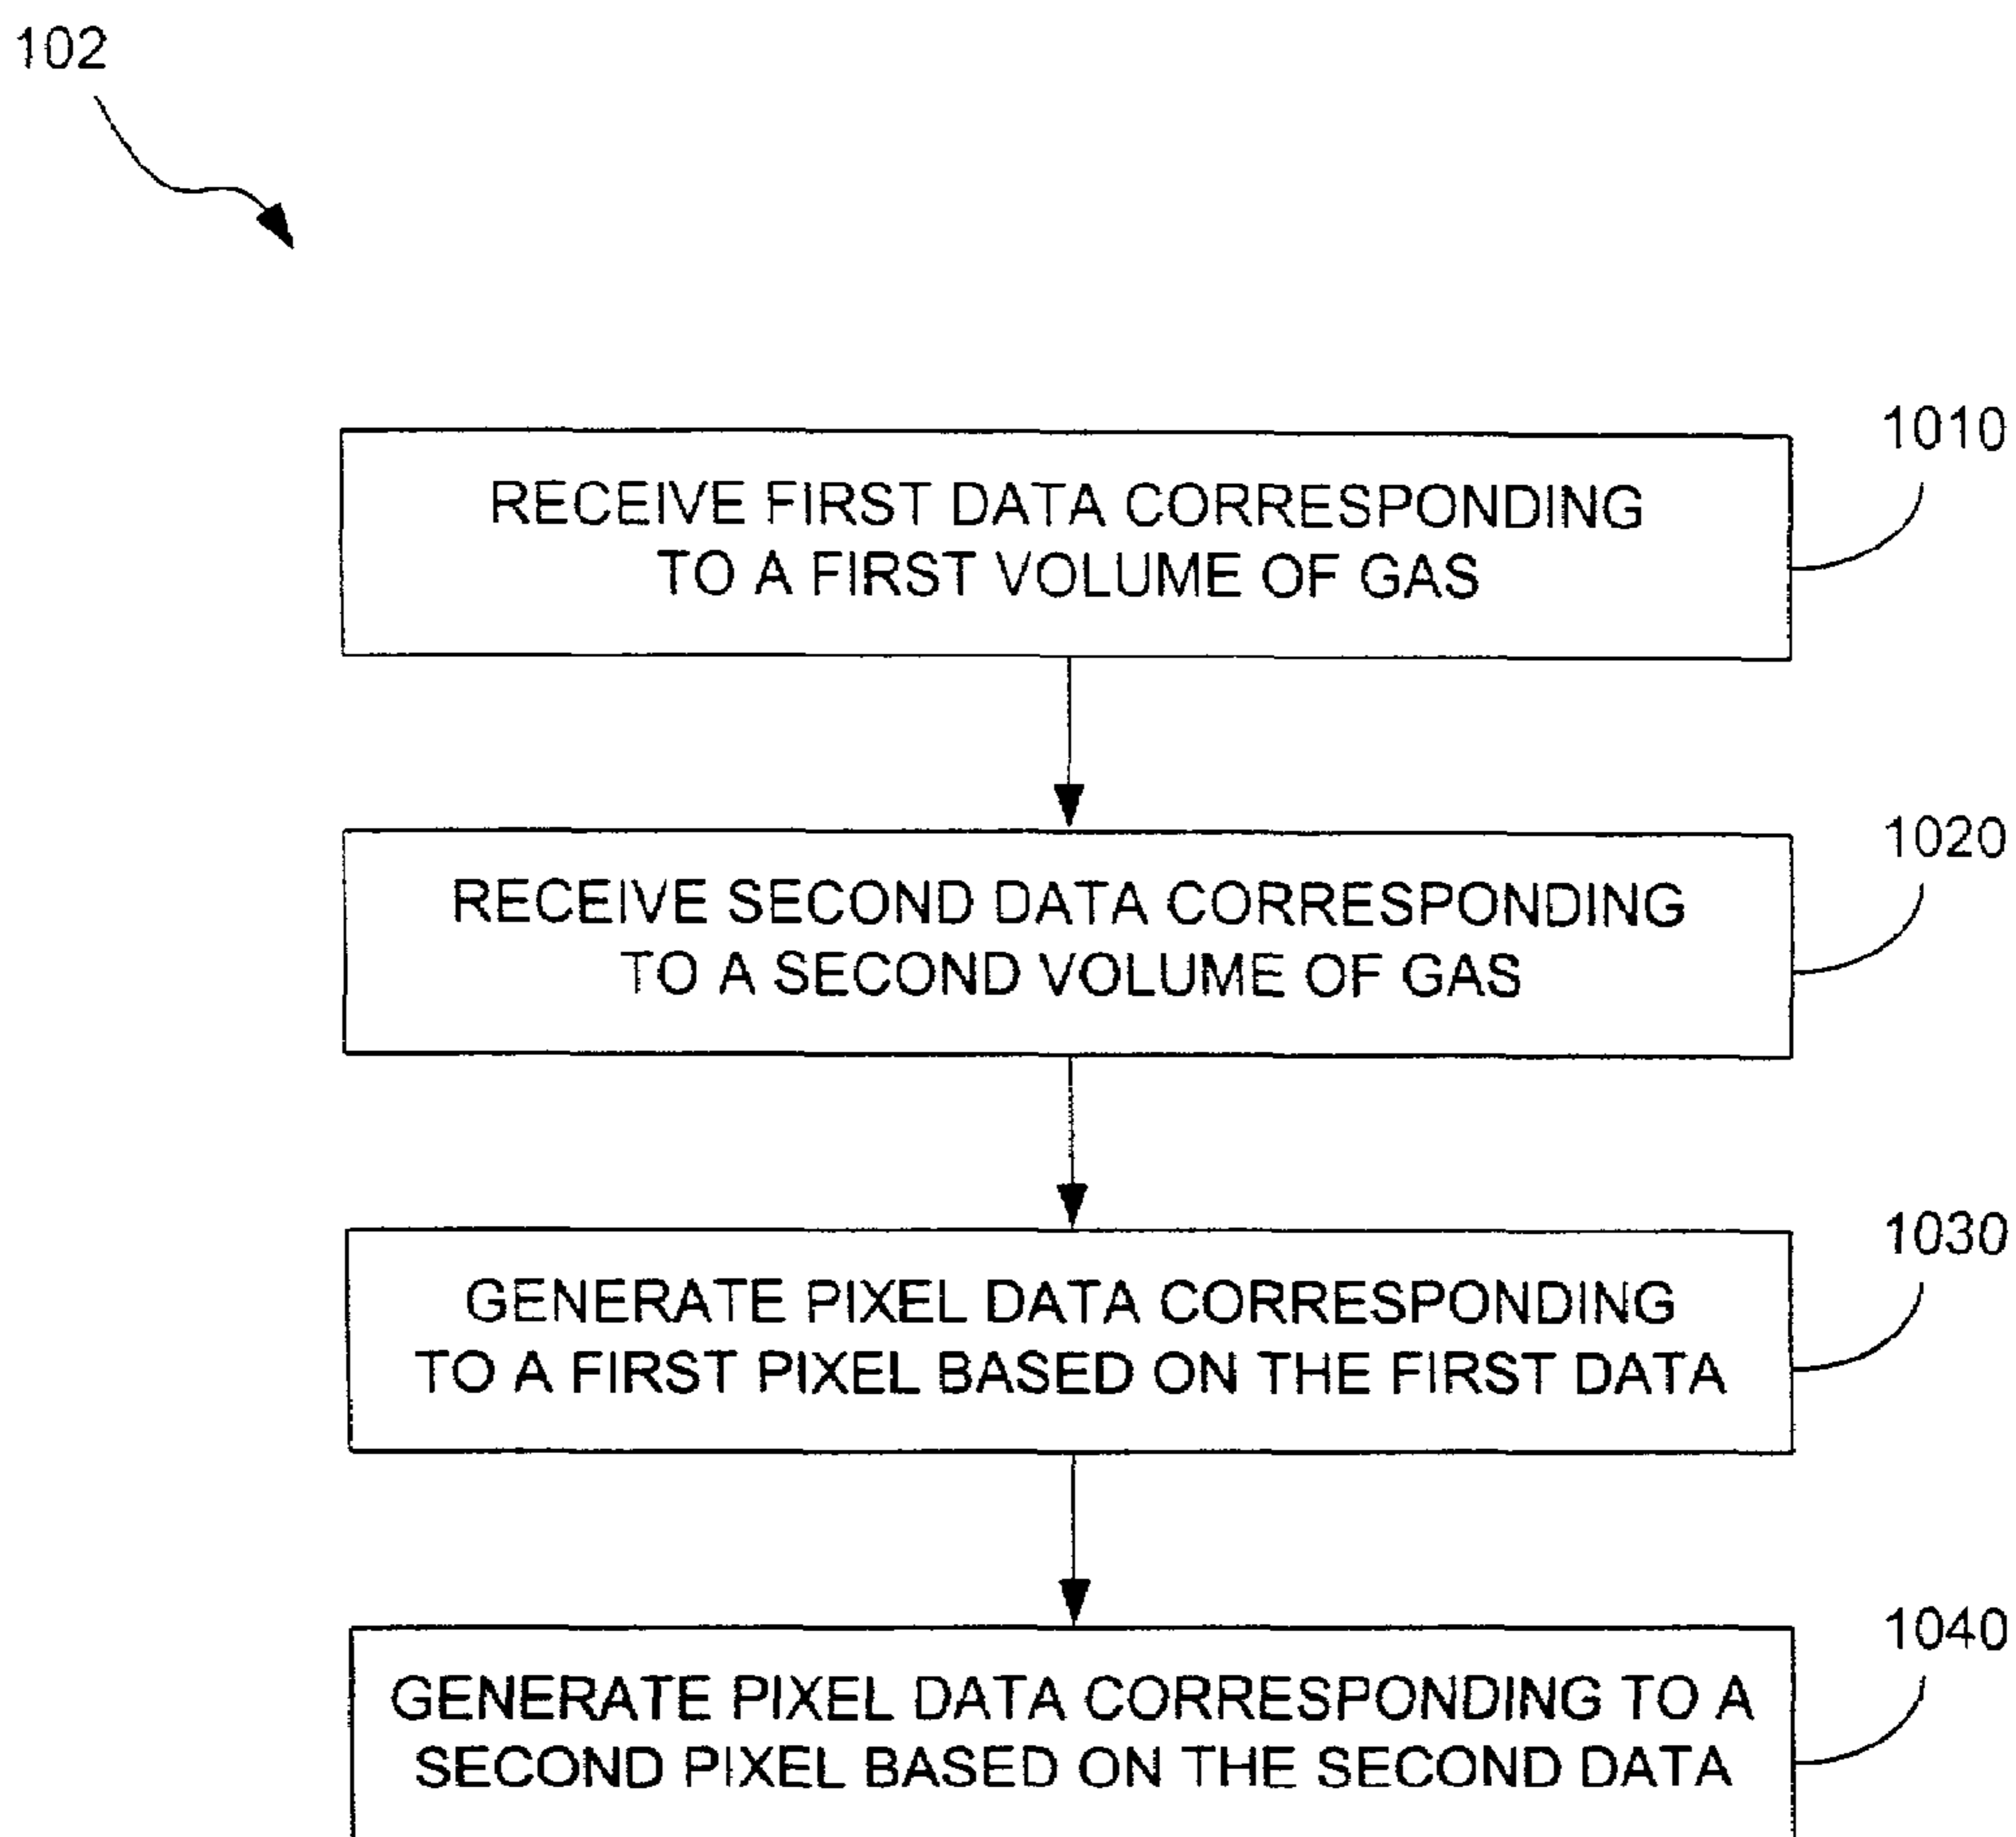 102
1010
RECEIVE FIRST DATA CORRESPONDING
TO A FIRST VOLUME OF GAS
1020
RECEIVE SECOND DATA CORRESPONDING
TO A SECOND VOLUME OF GAS
1030
GENERATE PIXEL DATA CORRESPONDING
TO A FIRST PIXEL BASED ON THE FIRST DATA
1040
GENERATE PIXEL DATA CORRESPONDING TO A
SECOND PIXEL BASED ON THE SECOND DATA